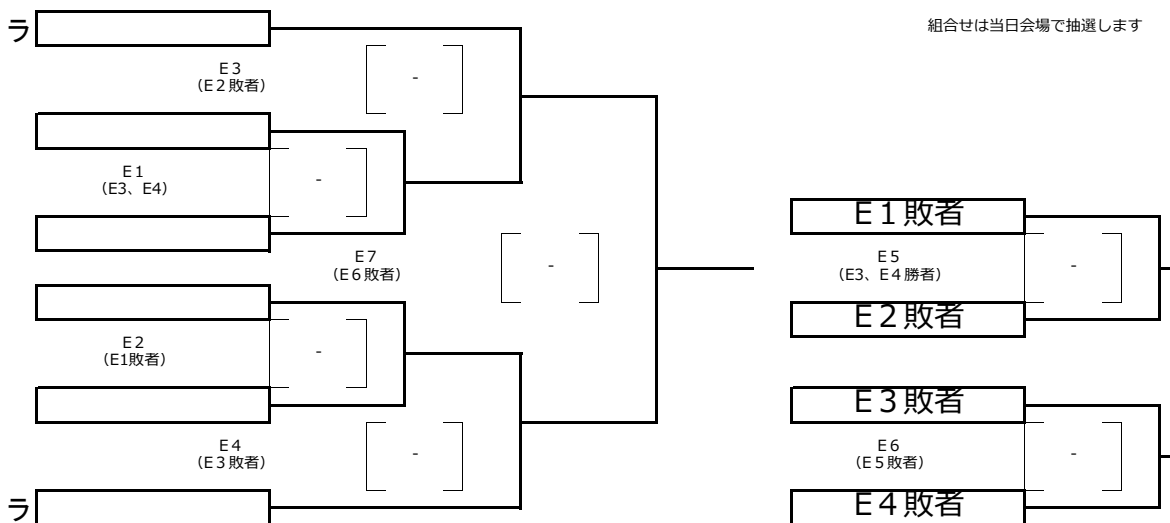 ラ
組合せは当日会場で抽選します
E3
（E2敗者）
-
E1
（E3、E4）
-
E7
（E6敗者）
-
E2
（E1敗者）
-
E4
（E3敗者）
-
ラ
E１敗者
E5
（E3、E4勝者）
-
E２敗者
E３敗者
E6
（E5敗者）
-
E４敗者